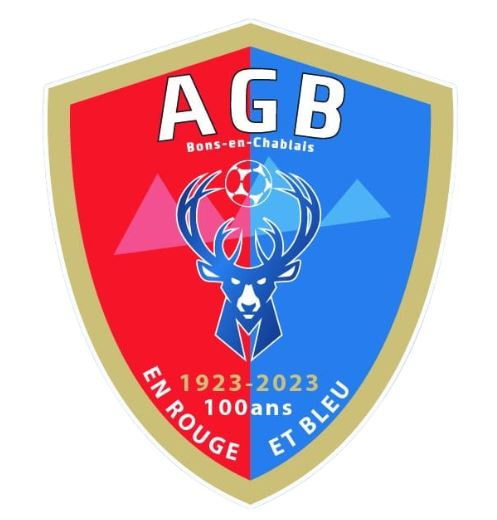 AGB
Bons-en-Chablais
1923-2023
100ans
EN ROUGE ET BLEU